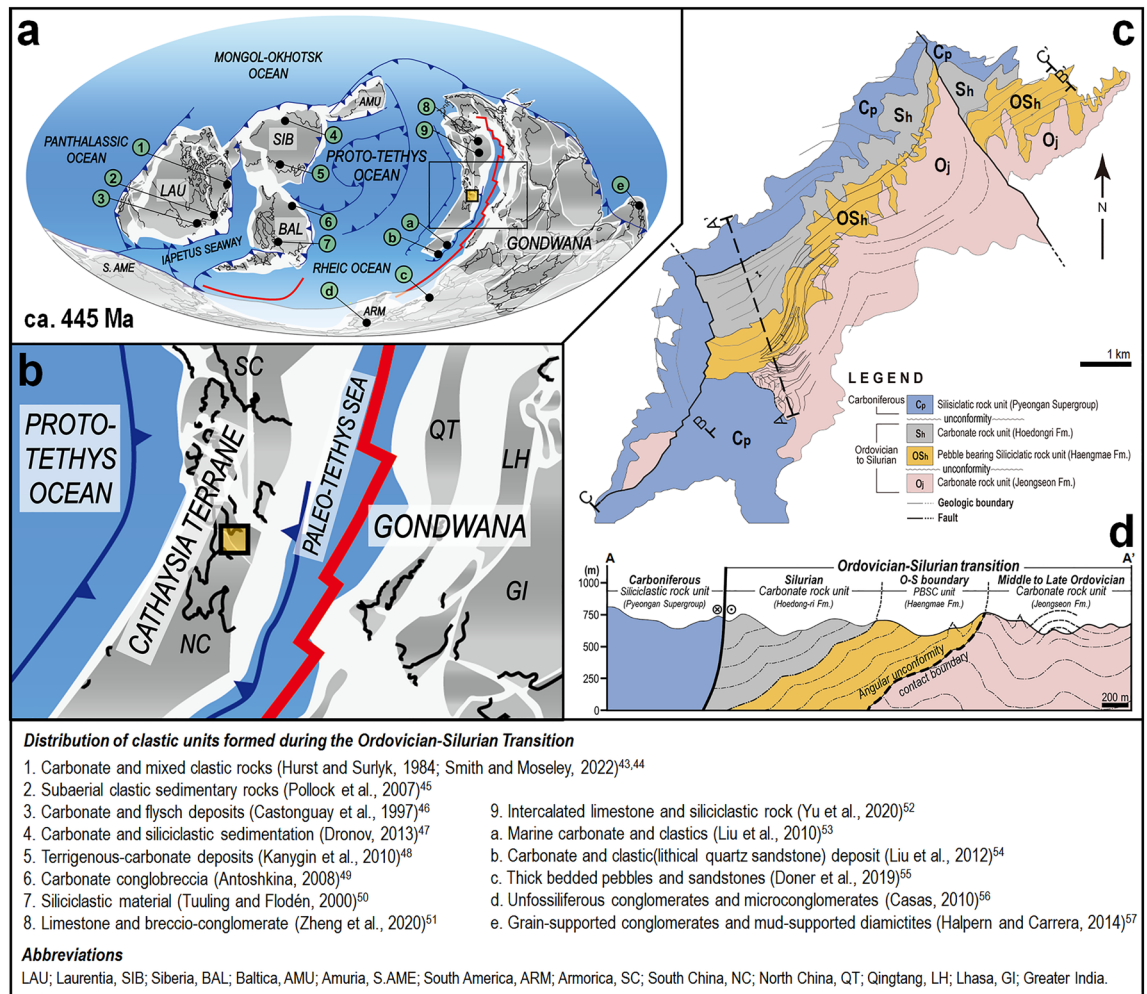 a
MONGOL-OKHOTSK
OCEAN
AMU
8
9
1
PANTHALASSIC
OCEAN
SIB
4
PROTO-TETHYS
OCEAN
2
5
LAU
3
e
6
a
BAL
7
b
IAPETUS SEAWAY
GONDWANA
S. AME
RHEIC OCEAN
c
d
ARM
ca. 445 Ma
b
SC
PROTO-
TETHYS
OCEAN
CATHAYSIA TERRANE
NC
PALEO-TETHYS SEA
QT
LH
GONDWANA
GI
c
Cp
C'
B'
Sh
Cp
Sh
OSh
Oj
Oj
N
OSh
A'
1 km
B
A
Cp
C
LEGEND
Carboniferous
Cp Silisiclatic rock unit (Pyeongan Supergroup)
unconformity
Sh Carbonate rock unit (Hoedongri Fm.)
Ordovician
to Silurian
OSh Pebble bearing Siliciclatic rock unit (Haengmae Fm.)
unconformity
Oj Carbonate rock unit (Jeongseon Fm.)
Geologic boundary
Fault
d
A
A'
(m)
Ordovician-Silurian transition
1000
Carboniferous
Siliciclastic rock unit
(Pyeongan Supergroup)
Silurian
Carbonate rock unit
(Hoedong-ri Fm.)
O-S boundary
PBSC unit
(Haengmae Fm.)
Middle to Late Ordovician
Carbonate rock unit
(Jeongseon Fm.)
750
500
250
0
Angular unconformity
contact boundary
200 m
Distribution of clastic units formed during the Ordovician-Silurian Transition
1. Carbonate and mixed clastic rocks (Hurst and Surlyk, 1984; Smith and Moseley, 2022)43,44
2. Subaerial clastic sedimentary rocks (Pollock et al., 2007)45
3. Carbonate and flysch deposits (Castonguay et al., 1997)46
4. Carbonate and siliciclastic sedimentation (Dronov, 2013)47
5. Terrigenous-carbonate deposits (Kanygin et al., 2010)48
6. Carbonate conglobreccia (Antoshkina, 2008)49
7. Siliciclastic material (Tuuling and Flodén, 2000)50
8. Limestone and breccio-conglomerate (Zheng et al., 2020)51
9. Intercalated limestone and siliciclastic rock (Yu et al., 2020)52
a. Marine carbonate and clastics (Liu et al., 2010)53
b. Carbonate and clastic(lithical quartz sandstone) deposit (Liu et al., 2012)54
c. Thick bedded pebbles and sandstones (Doner et al., 2019)55
d. Unfossiliferous conglomerates and microconglomerates (Casas, 2010)56
e. Grain-supported conglomerates and mud-supported diamictites (Halpern and Carrera, 2014)57
Abbreviations
LAU; Laurentia, SIB; Siberia, BAL; Baltica, AMU; Amuria, S.AME; South America, ARM; Armorica, SC; South China, NC; North China, QT; Qingtang, LH; Lhasa, GI; Greater India.